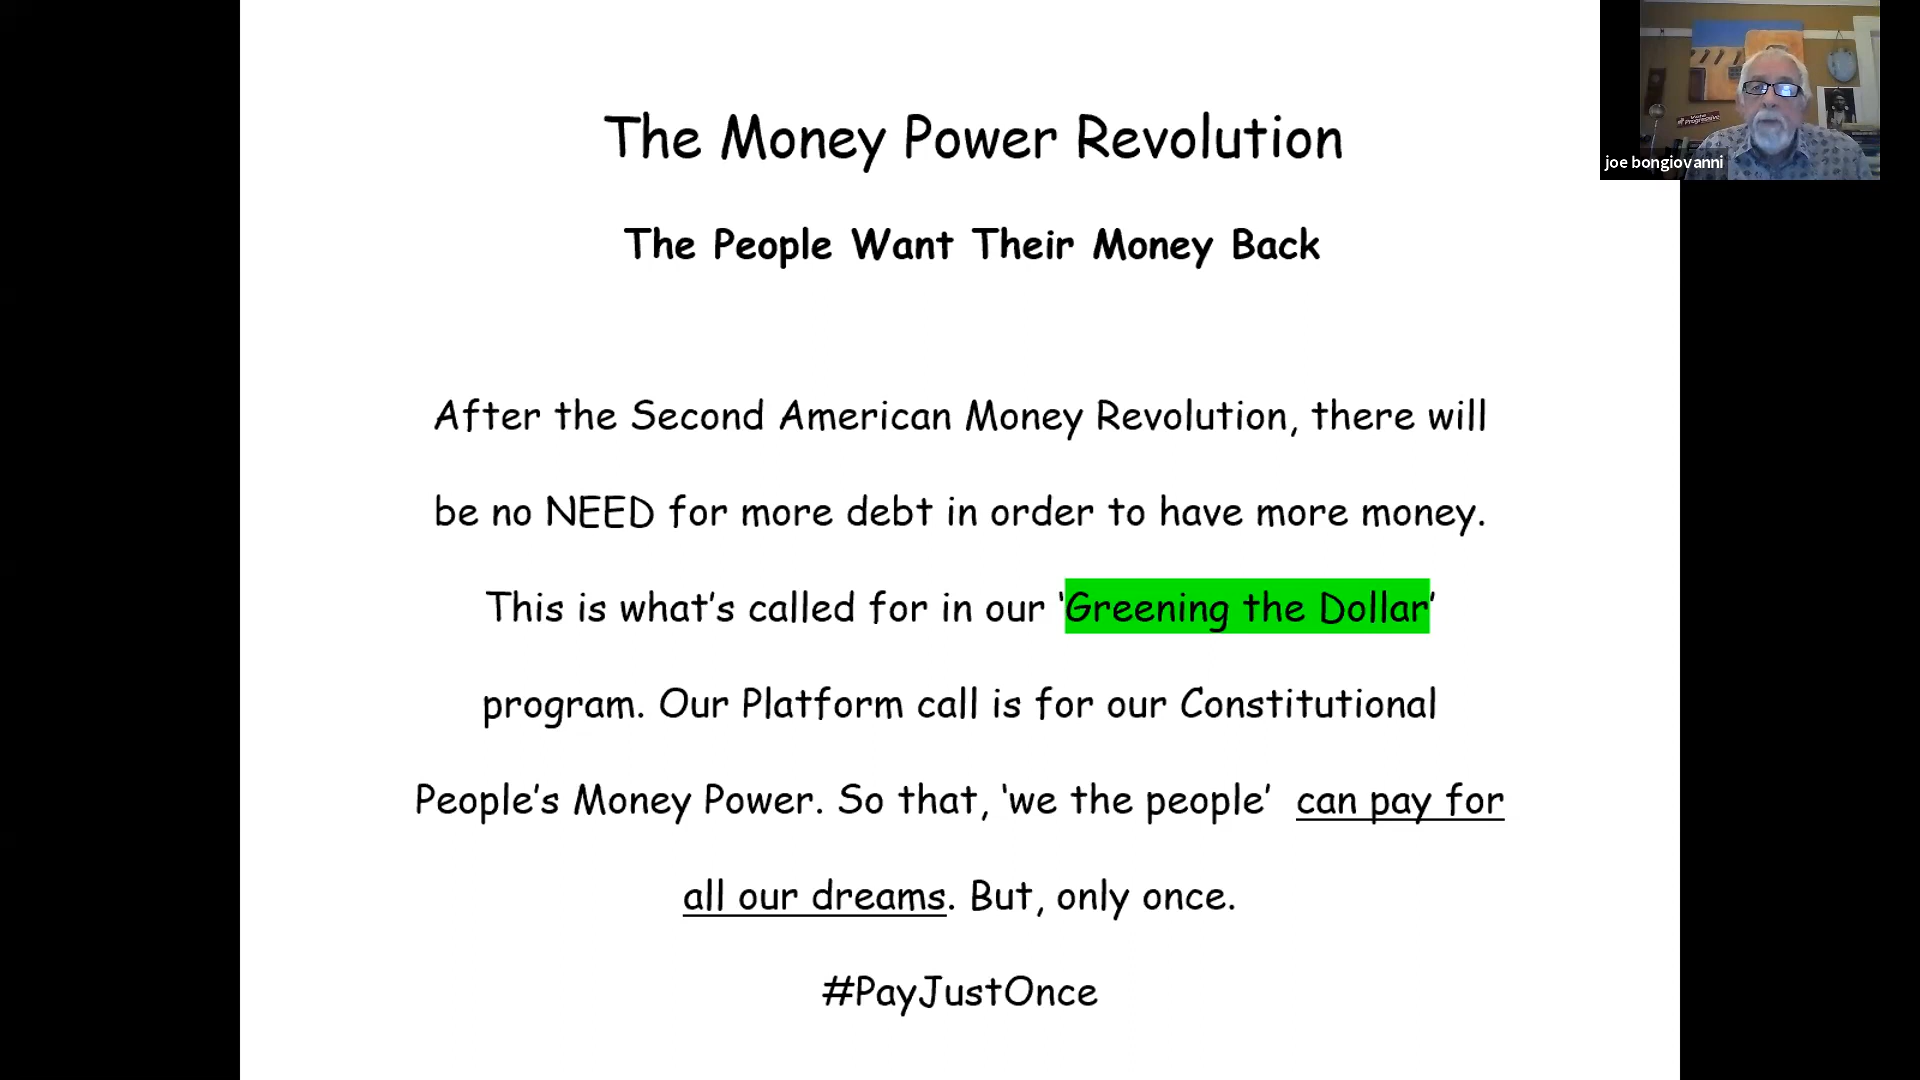 The Money Power Revolution
The People Want Their Money Back
After the Second American Money Revolution, there will
be no NEED for more debt in order to have more money.
This is what’s called for in our ‘Greening the Dollar’
program. Our Platform call is for our Constitutional
People’s Money Power. So that, ‘we the people’  can pay for
all our dreams. But, only once.
#PayJustOnce
Progressive
joe bongiovanni